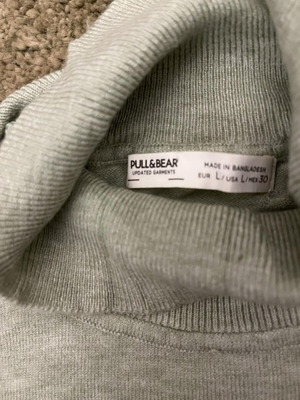 PULL&BEAR
UPDATED GARMENTS
MADE IN BANGLADESH
EUR L/ USA L/ MEX 30